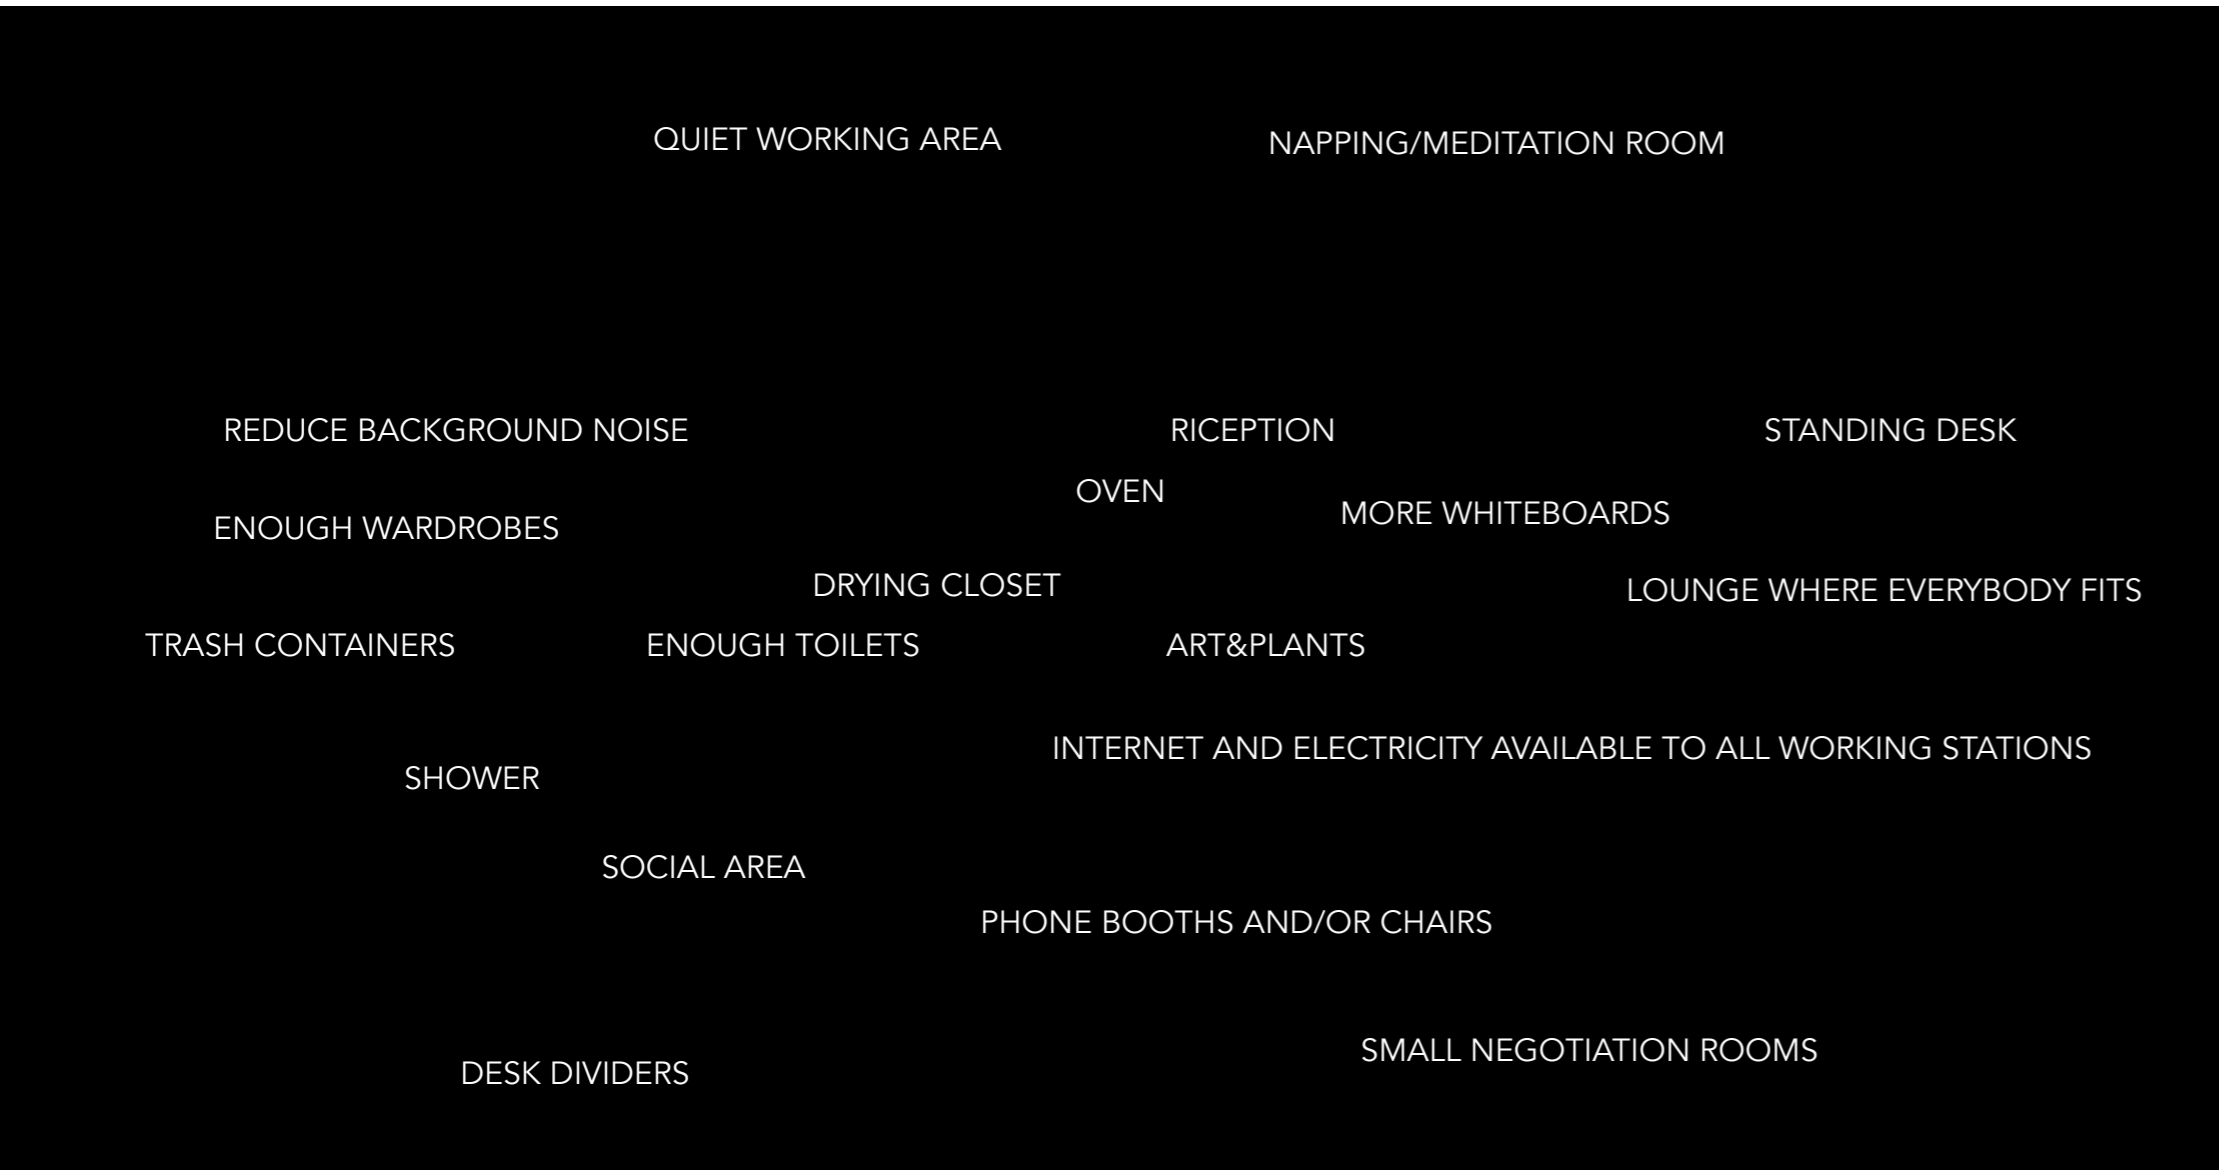 QUIET WORKING AREA
NAPPING/MEDITATION ROOM
REDUCE BACKGROUND NOISE
RICEPTION
STANDING DESK
OVEN
MORE WHITEBOARDS
ENOUGH WARDROBES
DRYING CLOSET
LOUNGE WHERE EVERYBODY FITS
TRASH CONTAINERS
ENOUGH TOILETS
ART&PLANTS
INTERNET AND ELECTRICITY AVAILABLE TO ALL WORKING STATIONS
SHOWER
SOCIAL AREA
PHONE BOOTHS AND/OR CHAIRS
SMALL NEGOTIATION ROOMS
DESK DIVIDERS